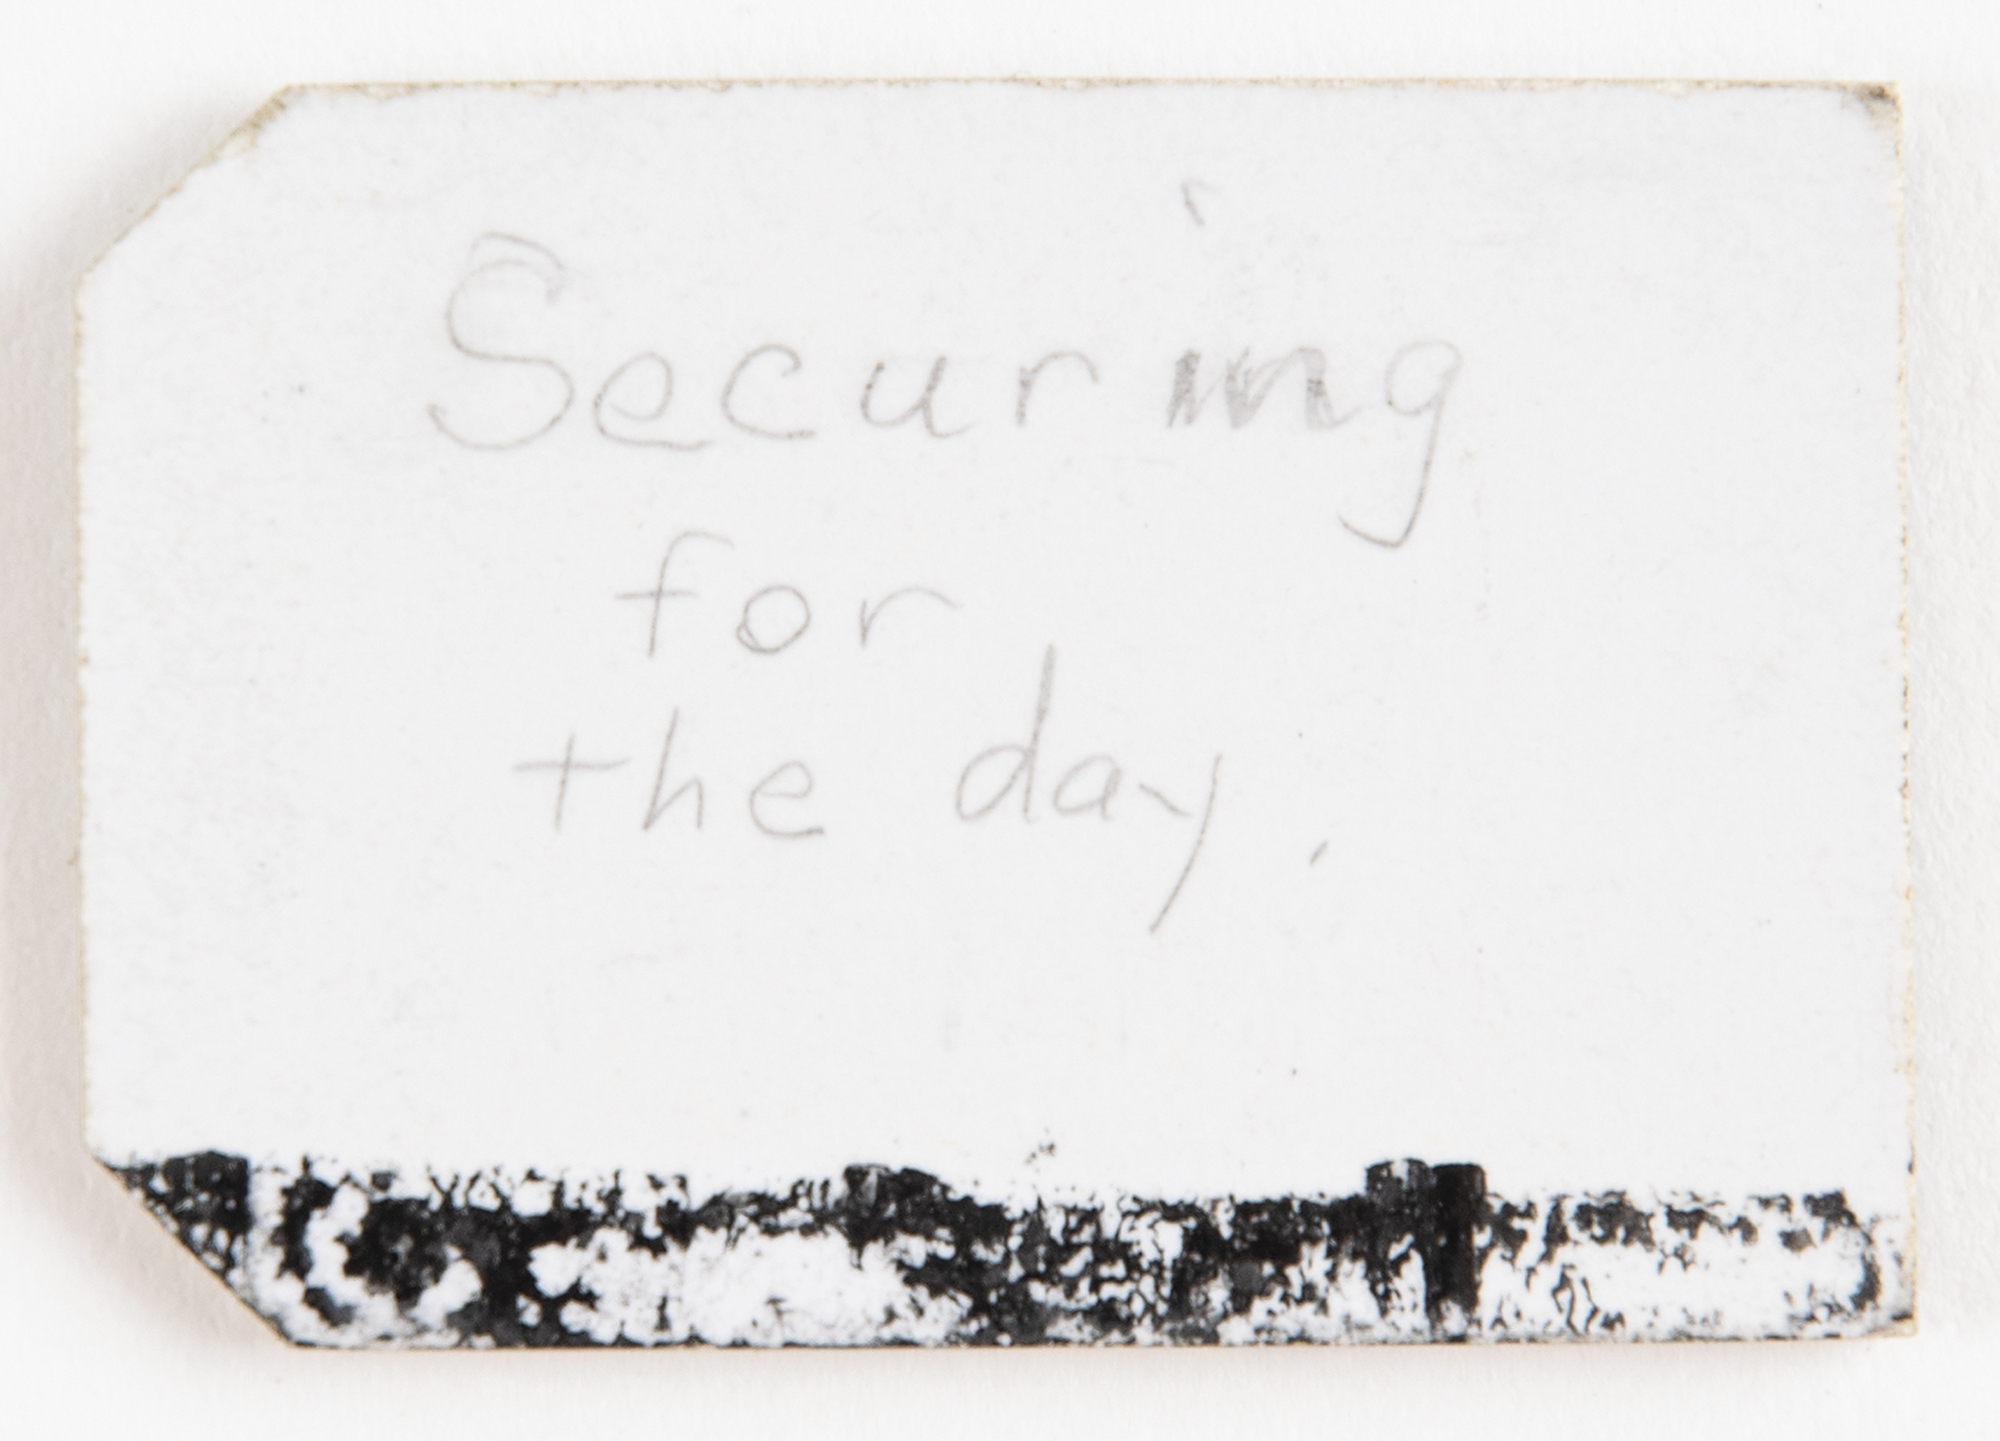 Securing
for
the day.